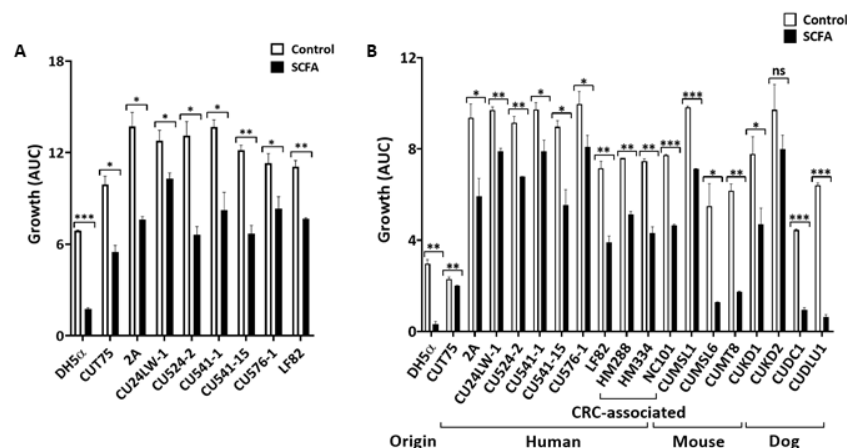 A
Control
SCFA
Growth (AUC)
18
12
6
0
***
*
*
*
*
*
**
*
**
DH5α
CUT75
2A
CU24LW-1
CU524-2
CU541-1
CU541-15
CU576-1
LF82
B
Control
SCFA
Growth (AUC)
12
8
4
0
**
**
*
**
**
*
*
*
**
**
**
***
***
*
**
*
ns
***
***
DH5α
CUT75
2A
CU24LW-1
CU524-2
CU541-1
CU541-15
CU576-1
LF82
HM288
HM334
NC101
CUMSL1
CUMSL6
CUMT8
CUKD1
CUKD2
CUDC1
CUDLU1
CRC-associated
Origin Human Mouse Dog